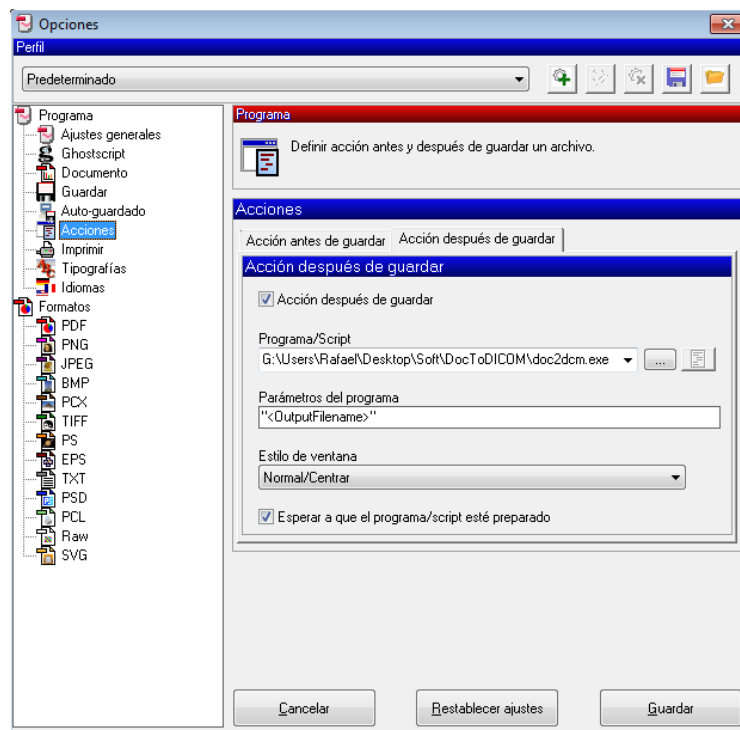 Opciones
Perfil
Predeterminado
Programa
Ajustes generales
Ghostscript
Documento
Guardar
Auto-guardado
Acciones
Imprimir
Tipografías
Idiomas
Formatos
PDF
PNG
JPEG
BMP
PCX
TIFF
PS
EPS
TXT
PSD
PCL
Raw
SVG
Programa
Definir acción antes y después de guardar un archivo.
Acciones
Acción antes de guardar Acción después de guardar
Acción después de guardar
Acción después de guardar
Programa/Script
G:\Users\Rafael\Desktop\Soft\DocToDICOM\doc2dcm.exe ...
Parámetros del programa
"<OutputFilename>"
Estilo de ventana
Normal/Centrar
Esperar a que el programa/script esté preparado
Cancelar Restablecer ajustes Guardar